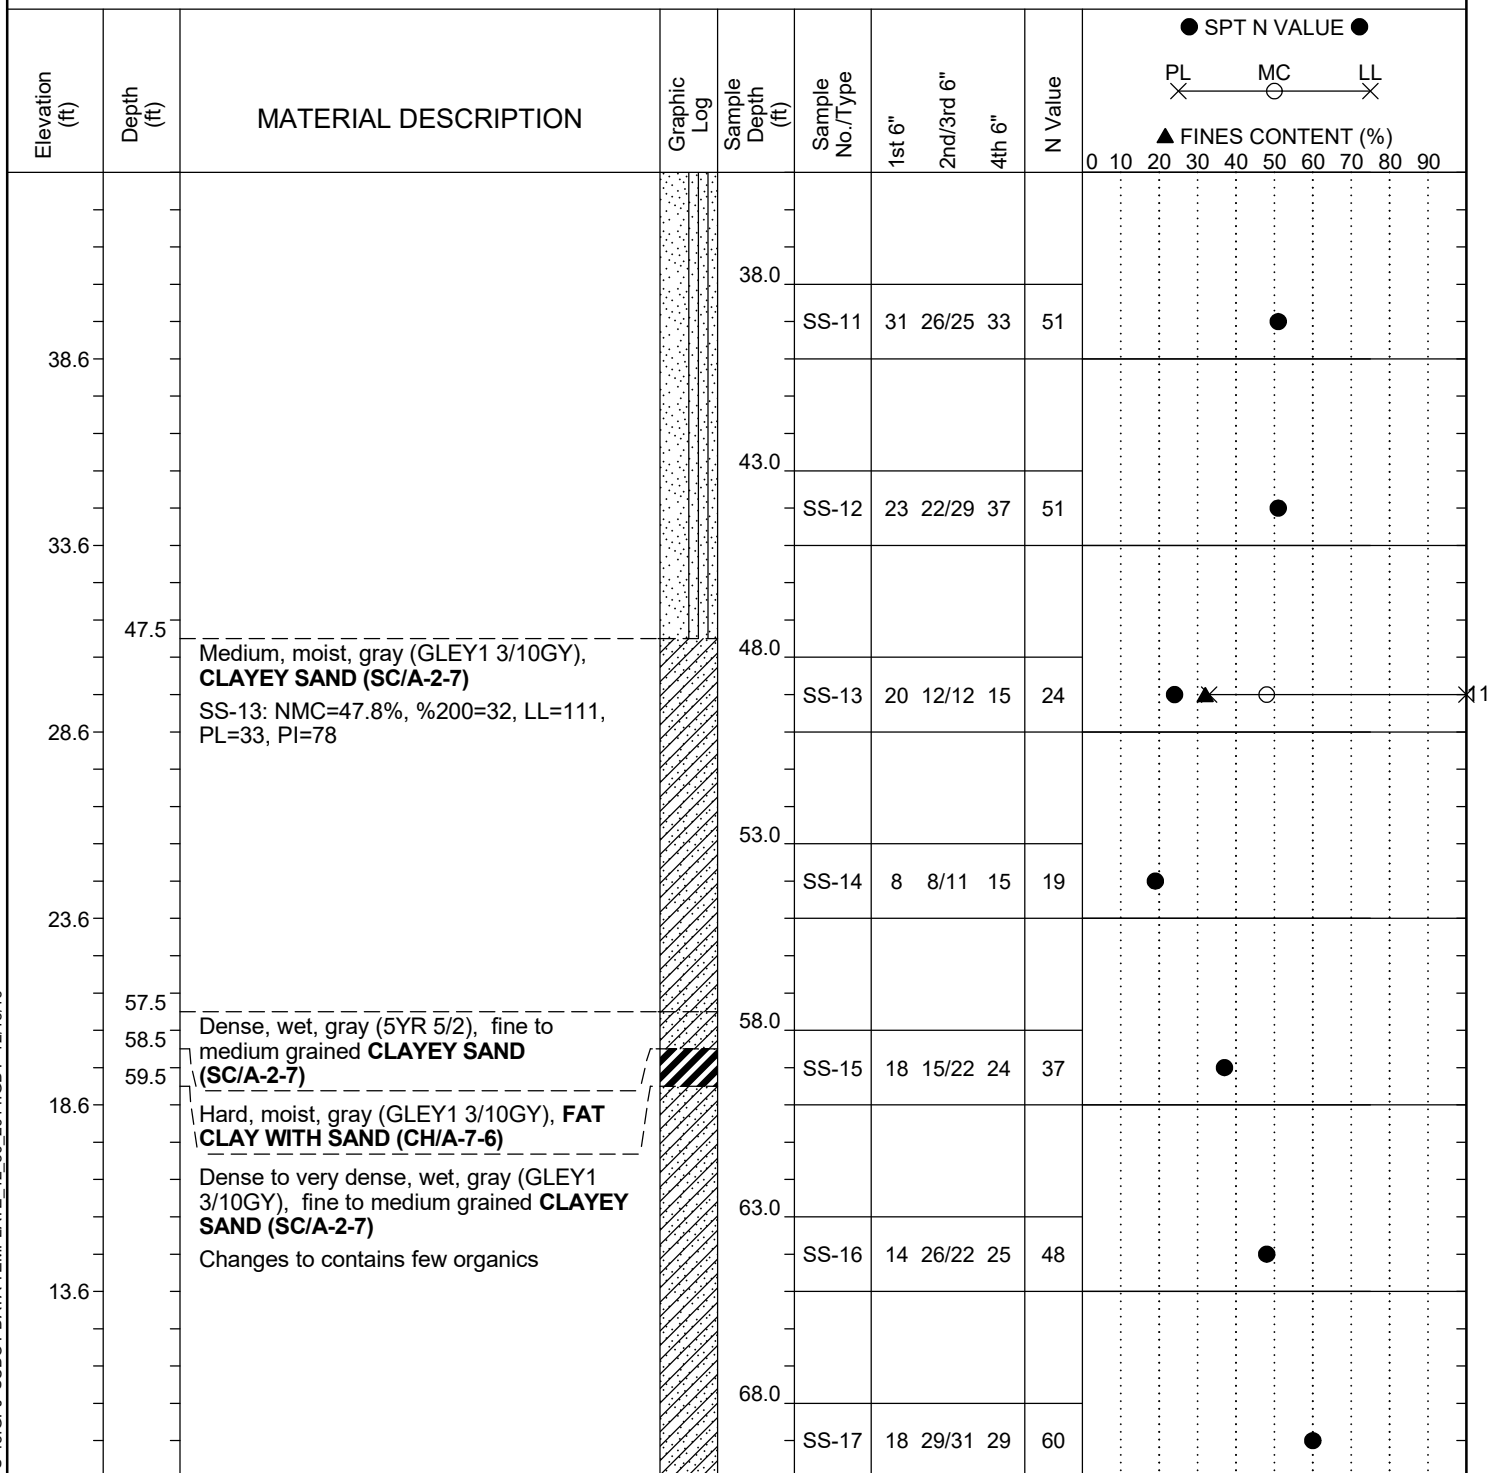 ● SPT N VALUE ●
PL MC LL
▲ FINES CONTENT (%)
0 10 20 30 40 50 60 70 80 90
Elevation (ft)
Depth (ft)
MATERIAL DESCRIPTION
Graphic Log
Sample Depth (ft)
Sample No./Type
1st 6"
2nd/3rd 6"
4th 6"
N Value
38.0
SS-11 31 26/25 33 51
38.6
43.0
SS-12 23 22/29 37 51
33.6
47.5
Medium, moist, gray (GLEY1 3/10GY),
CLAYEY SAND (SC/A-2-7)
48.0
SS-13 20 12/12 15 24
SS-13: NMC=47.8%, %200=32, LL=111,
PL=33, PI=78
28.6
53.0
SS-14 8 8/11 15 19
23.6
57.5
Dense, wet, gray (5YR 5/2), fine to
medium grained CLAYEY SAND
(SC/A-2-7)
58.0
58.5
SS-15 18 15/22 24 37
59.5
18.6
Hard, moist, gray (GLEY1 3/10GY), FAT
CLAY WITH SAND (CH/A-7-6)
Dense to very dense, wet, gray (GLEY1
3/10GY), fine to medium grained CLAYEY
SAND (SC/A-2-7)
63.0
Changes to contains few organics
SS-16 14 26/22 25 48
13.6
68.0
SS-17 18 29/31 29 60